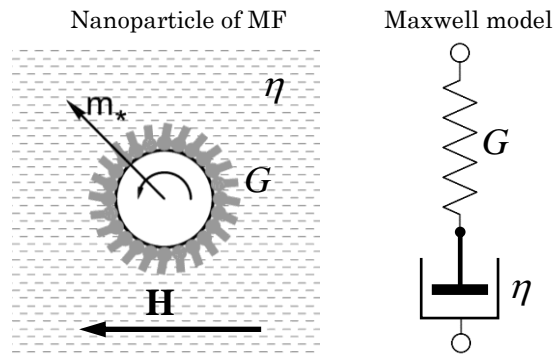 Nanoparticle of MF
Maxwell model
η
m*
G
G
H
η